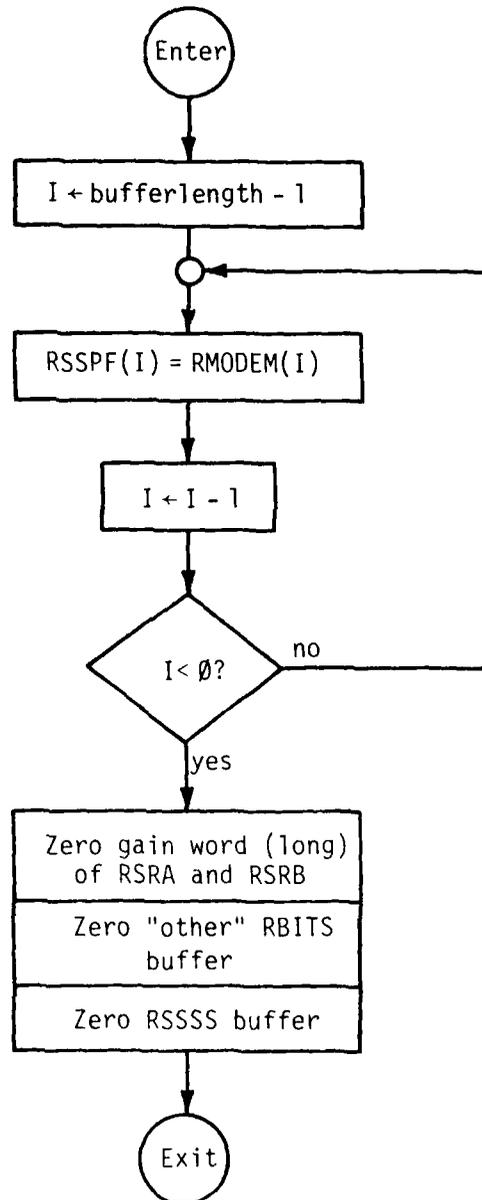 Enter
I ← bufferlength - 1
RSSPF(I) = RMODEM(I)
I ← I - 1
I < Ø?
no
yes
Zero gain word (long)
of RSRA and RSRB
Zero "other" RBITS
buffer
Zero RSSSS buffer
Exit